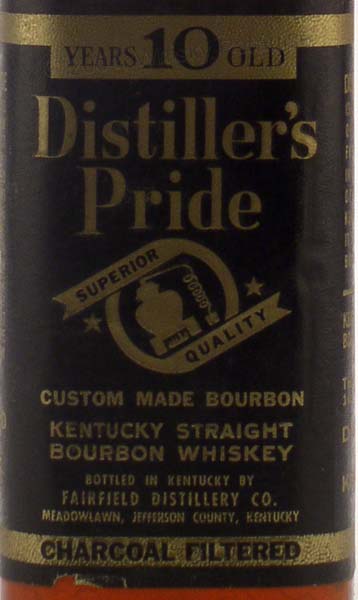 YEARS 10 OLD
Distiller's
Pride
SUPERIOR
QUALITY
CUSTOM MADE BOURBON
KENTUCKY STRAIGHT
BOURBON WHISKEY
BOTTLED IN KENTUCKY BY
FAIRFIELD DISTILLERY CO.
MEADOWLAWN, JEFFERSON COUNTY, KENTUCKY
CHARCOAL FILTERED